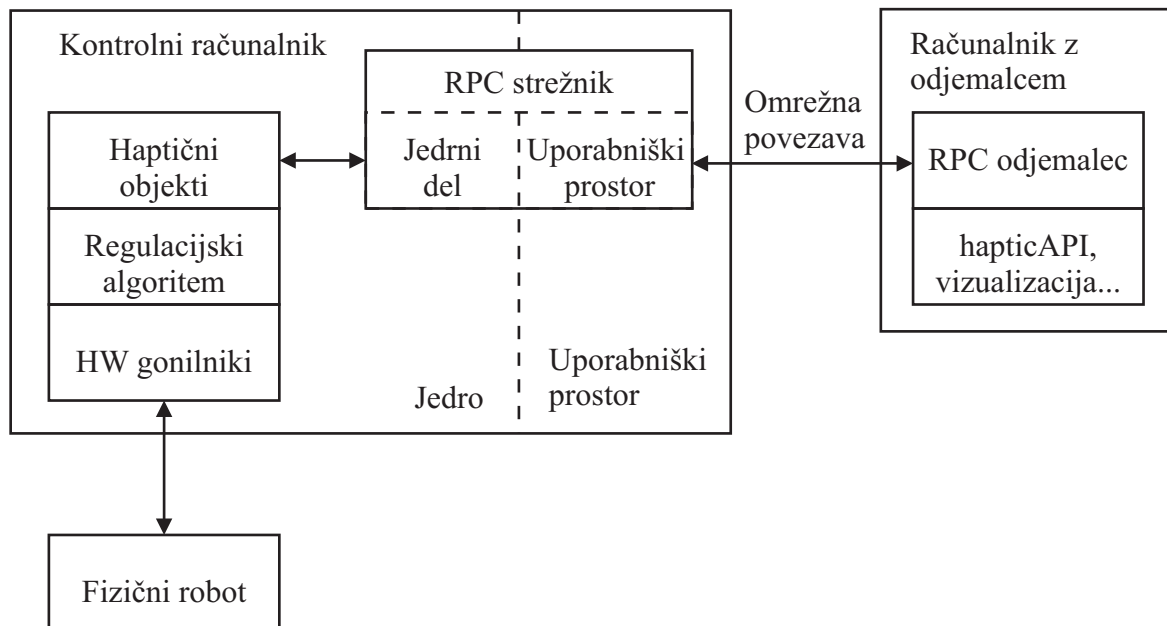 Kontrolni računalnik
RPC strežnik
Haptični
objekti
Jedrni
del
Uporabniški
prostor
Regulacijski
algoritem
HW gonilniki
Jedro
Uporabniški
prostor
Fizični robot
Omrežna
povezava
Računalnik z
odjemalcem
RPC odjemalec
hapticAPI,
vizualizacija...